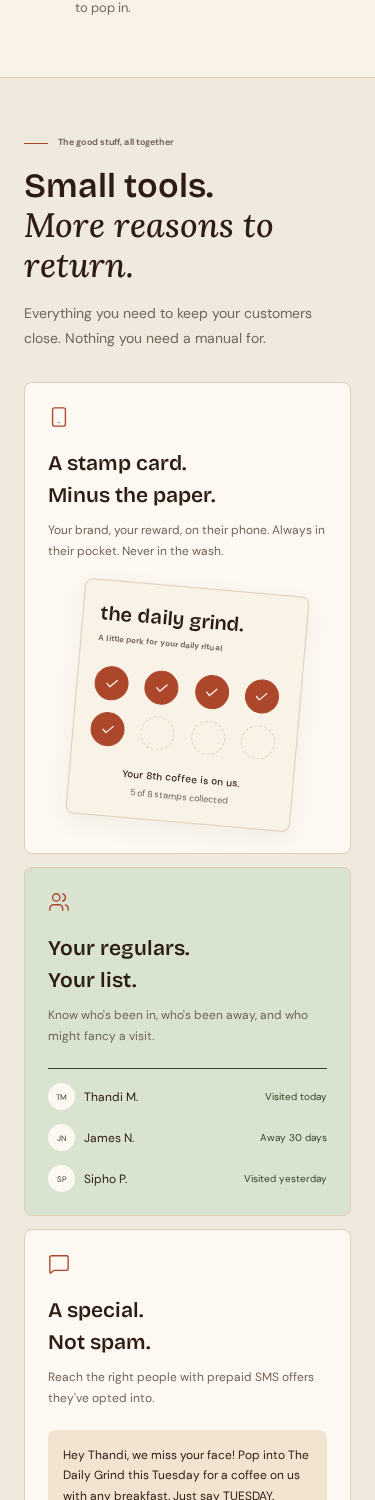 to pop in.
The good stuff, all together
Small tools.
More reasons to
return.
Everything you need to keep your customers
close. Nothing you need a manual for.
A stamp card.
Minus the paper.
Your brand, your reward, on their phone. Always in
their pocket. Never in the wash.
the daily grind.
A little perk for your daily ritual
Your 8th coffee is on us.
5 of 8 stamps collected
Your regulars.
Your list.
Know who's been in, who's been away, and who
might fancy a visit.
TM Thandi M. Visited today
JN James N. Away 30 days
SP Sipho P. Visited yesterday
A special.
Not spam.
Reach the right people with prepaid SMS offers
they've opted into.
Hey Thandi, we miss your face! Pop into The
Daily Grind this Tuesday for a coffee on us
with any breakfast. Just say TUESDAY.